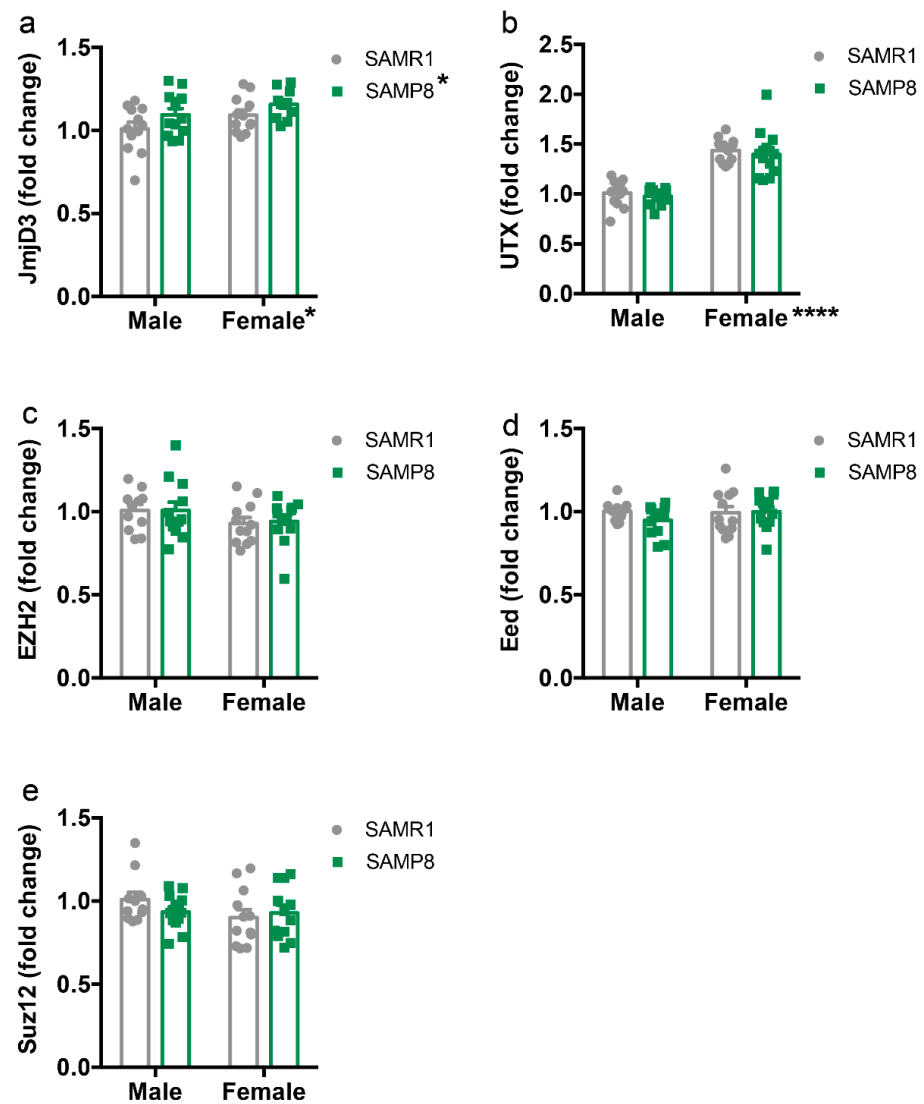 a
JmjD3 (fold change)
1.5
1.0
0.5
0.0
Male
Female*
SAMR1
SAMP8*
b
UTX (fold change)
2.5
2.0
1.5
1.0
0.5
0.0
Male
Female ****
SAMR1
SAMP8
c
EZH2 (fold change)
1.5
1.0
0.5
0.0
Male
Female
SAMR1
SAMP8
d
Eed (fold change)
1.5
1.0
0.5
0.0
Male
Female
SAMR1
SAMP8
e
Suz12 (fold change)
1.5
1.0
0.5
0.0
Male
Female
SAMR1
SAMP8